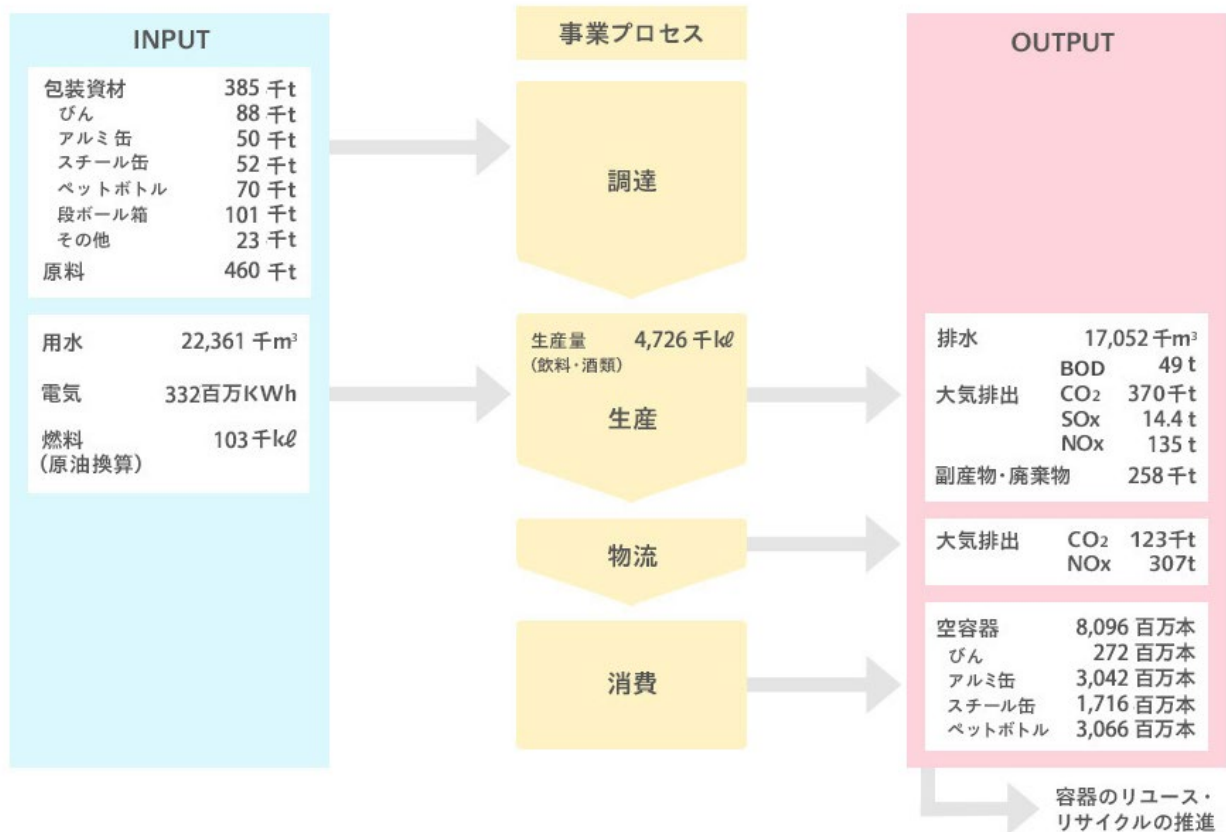 INPUT
包装資材 385 千t
びん 88 千t
アルミ缶 50 千t
スチール缶 52 千t
ペットボトル 70 千t
段ボール箱 101 千t
その他 23 千t
原料 460 千t
用水 22,361 千m³
電気 332百万KWh
燃料 103千㎘
(原油換算)
事業プロセス
調達
生産量 4,726 千㎘
(飲料・酒類)
生産
物流
消費
OUTPUT
排水 17,052 千m³
BOD 49 t
大気排出 CO₂ 370千t
SOx 14.4 t
NOx 135 t
副産物・廃棄物 258 千t
大気排出 CO₂ 123千t
NOx 307t
空容器 8,096 百万本
びん 272 百万本
アルミ缶 3,042 百万本
スチール缶 1,716 百万本
ペットボトル 3,066 百万本
容器のリユース・
リサイクルの推進